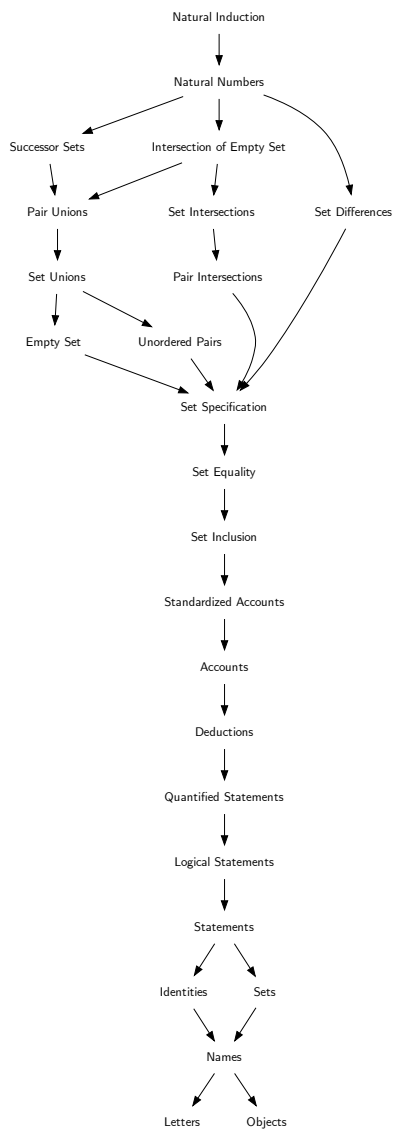 Natural Induction
Natural Numbers
Successor Sets
Intersection of Empty Set
Pair Unions
Set Intersections
Set Differences
Set Unions
Pair Intersections
Empty Set
Unordered Pairs
Set Specification
Set Equality
Set Inclusion
Standardized Accounts
Accounts
Deductions
Quantified Statements
Logical Statements
Statements
Identities
Sets
Names
Letters
Objects